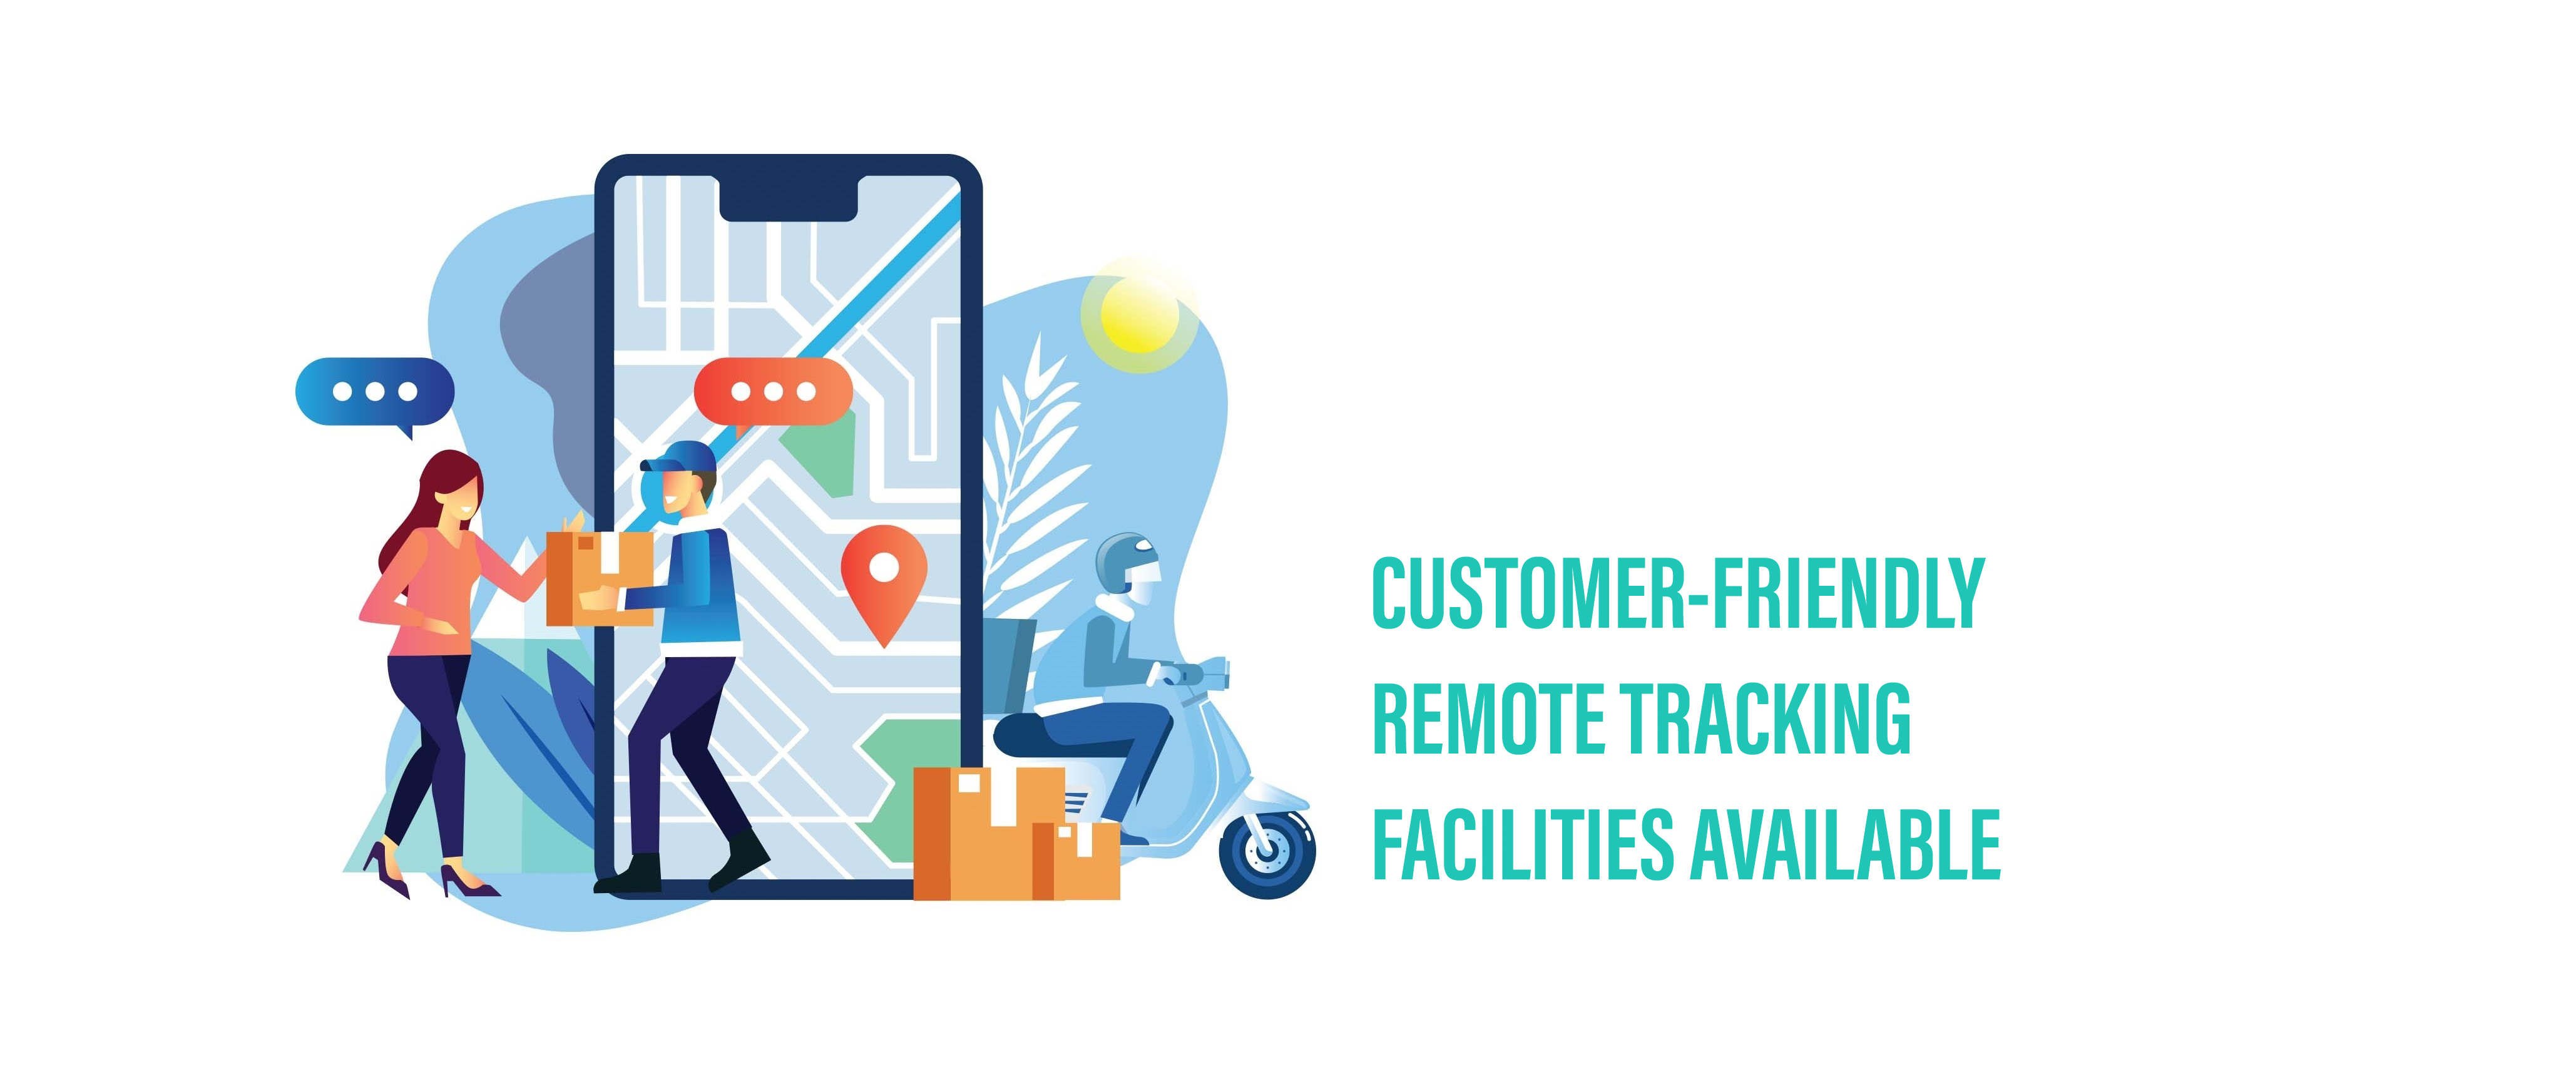 CUSTOMER-FRIENDLY
REMOTE TRACKING
FACILITIES AVAILABLE